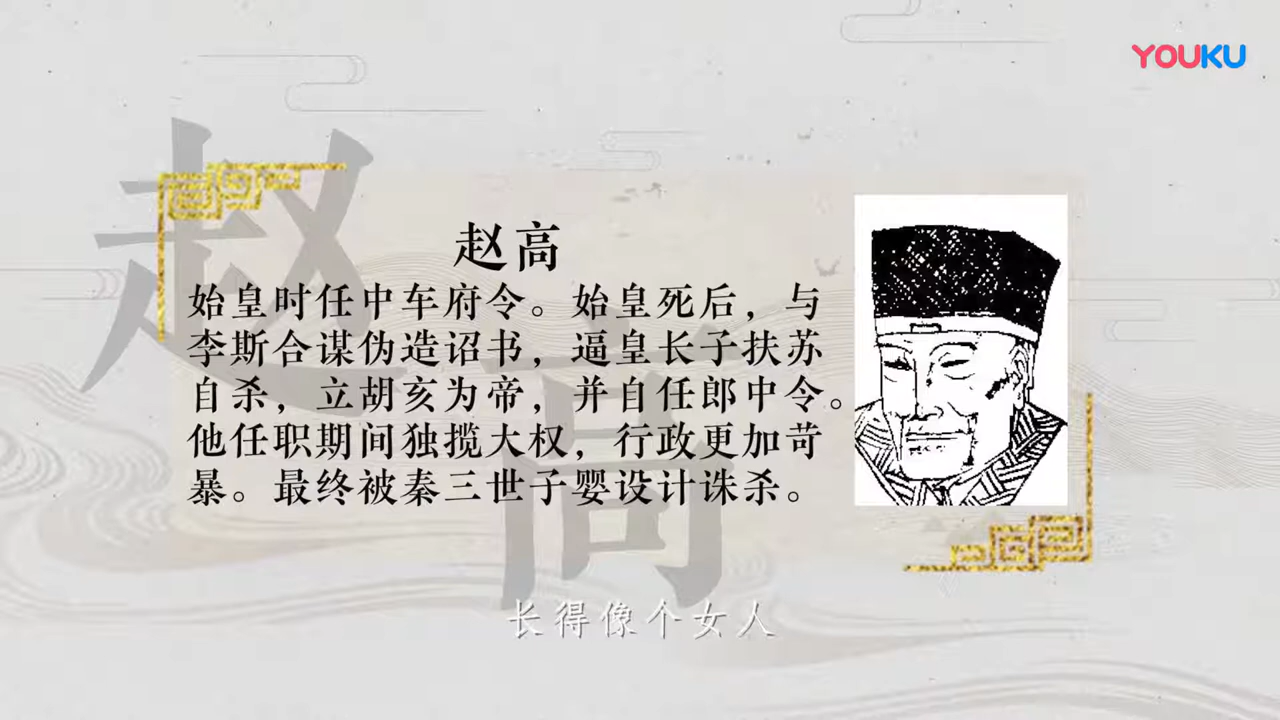 YOUKU
赵高
赵高
始皇时任中车府令。始皇死后，与
李斯合谋伪造诏书，逼皇长子扶苏
自杀，立胡亥为帝，并自任郎中令。
他任职期间独揽大权，行政更加苛
暴。最终被秦三世子婴设计诛杀。
长得像个女人